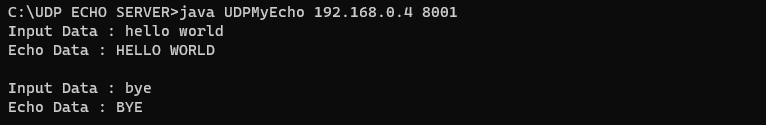 C:\UDP ECHO SERVER>java UDPMyEcho 192.168.0.4 8001
Input Data : hello world
Echo Data : HELLO WORLD
Input Data : bye
Echo Data : BYE